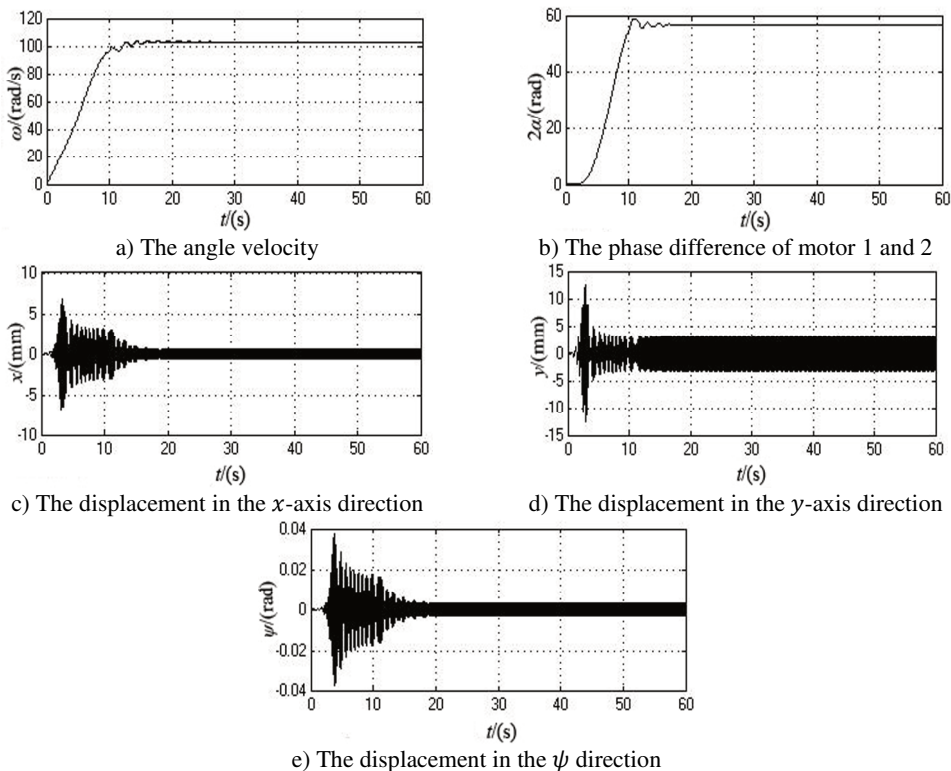 120
100
80
60
40
20
0
ω/(rad/s)
0 10 20 30 40 50 60
t/(s)
a) The angle velocity
60
40
20
0
2α/(rad)
0 10 20 30 40 50 60
t/(s)
b) The phase difference of motor 1 and 2
10
5
0
-5
-10
x/(mm)
0 10 20 30 40 50 60
t/(s)
c) The displacement in the x-axis direction
15
10
5
0
-5
-10
-15
y/(mm)
0 10 20 30 40 50 60
t/(s)
d) The displacement in the y-axis direction
0.04
0.02
0
-0.02
-0.04
ψ/(rad)
0 10 20 30 40 50 60
t/(s)
e) The displacement in the ψ direction